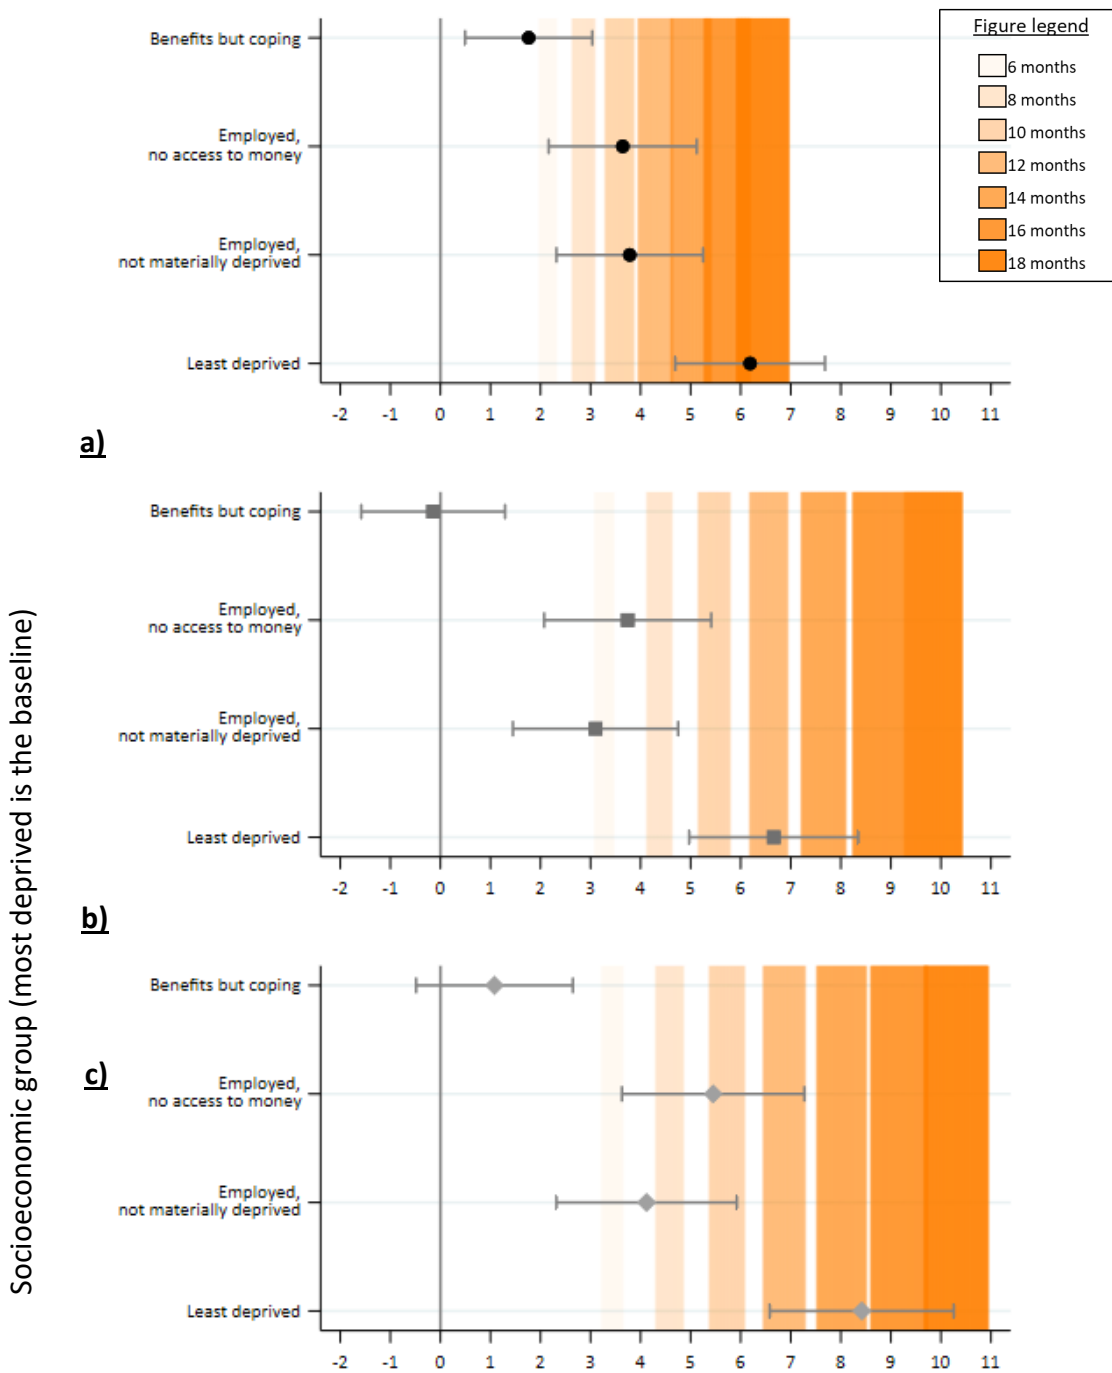 Figure legend
6 months
8 months
10 months
12 months
14 months
16 months
18 months
Benefits but coping
Employed,
no access to money
Employed,
not materially deprived
Least deprived
-2 -1 0 1 2 3 4 5 6 7 8 9 10 11
a)
Benefits but coping
Employed,
no access to money
Employed,
not materially deprived
Least deprived
-2 -1 0 1 2 3 4 5 6 7 8 9 10 11
b)
Benefits but coping
c)
Employed,
no access to money
Employed,
not materially deprived
Least deprived
-2 -1 0 1 2 3 4 5 6 7 8 9 10 11
Socioeconomic group (most deprived is the baseline)